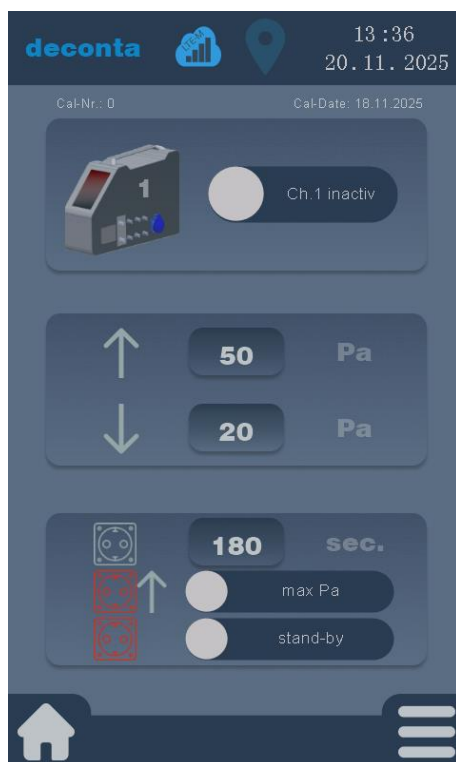 deconta
LTE-M
13:36
20.11.2025
Cal-Nr.: 0
Cal-Date: 18.11.2025
1
Ch.1 inactiv
50 Pa
20 Pa
180 sec.
max Pa
stand-by